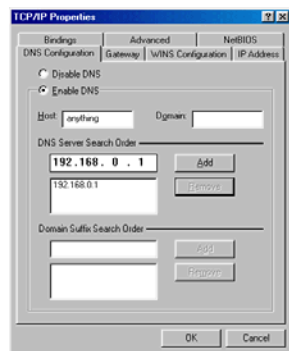 TCP/IP Properties
Bindings Advanced NetBIOS
DNS Configuration Gateway WINS Configuration IP Address
Disable DNS
Enable DNS
Host: anything Domain:
DNS Server Search Order
192.168. 0 . 1 Add
192.168.0.1 Remove
Domain Suffix Search Order
Add
Remove
OK Cancel